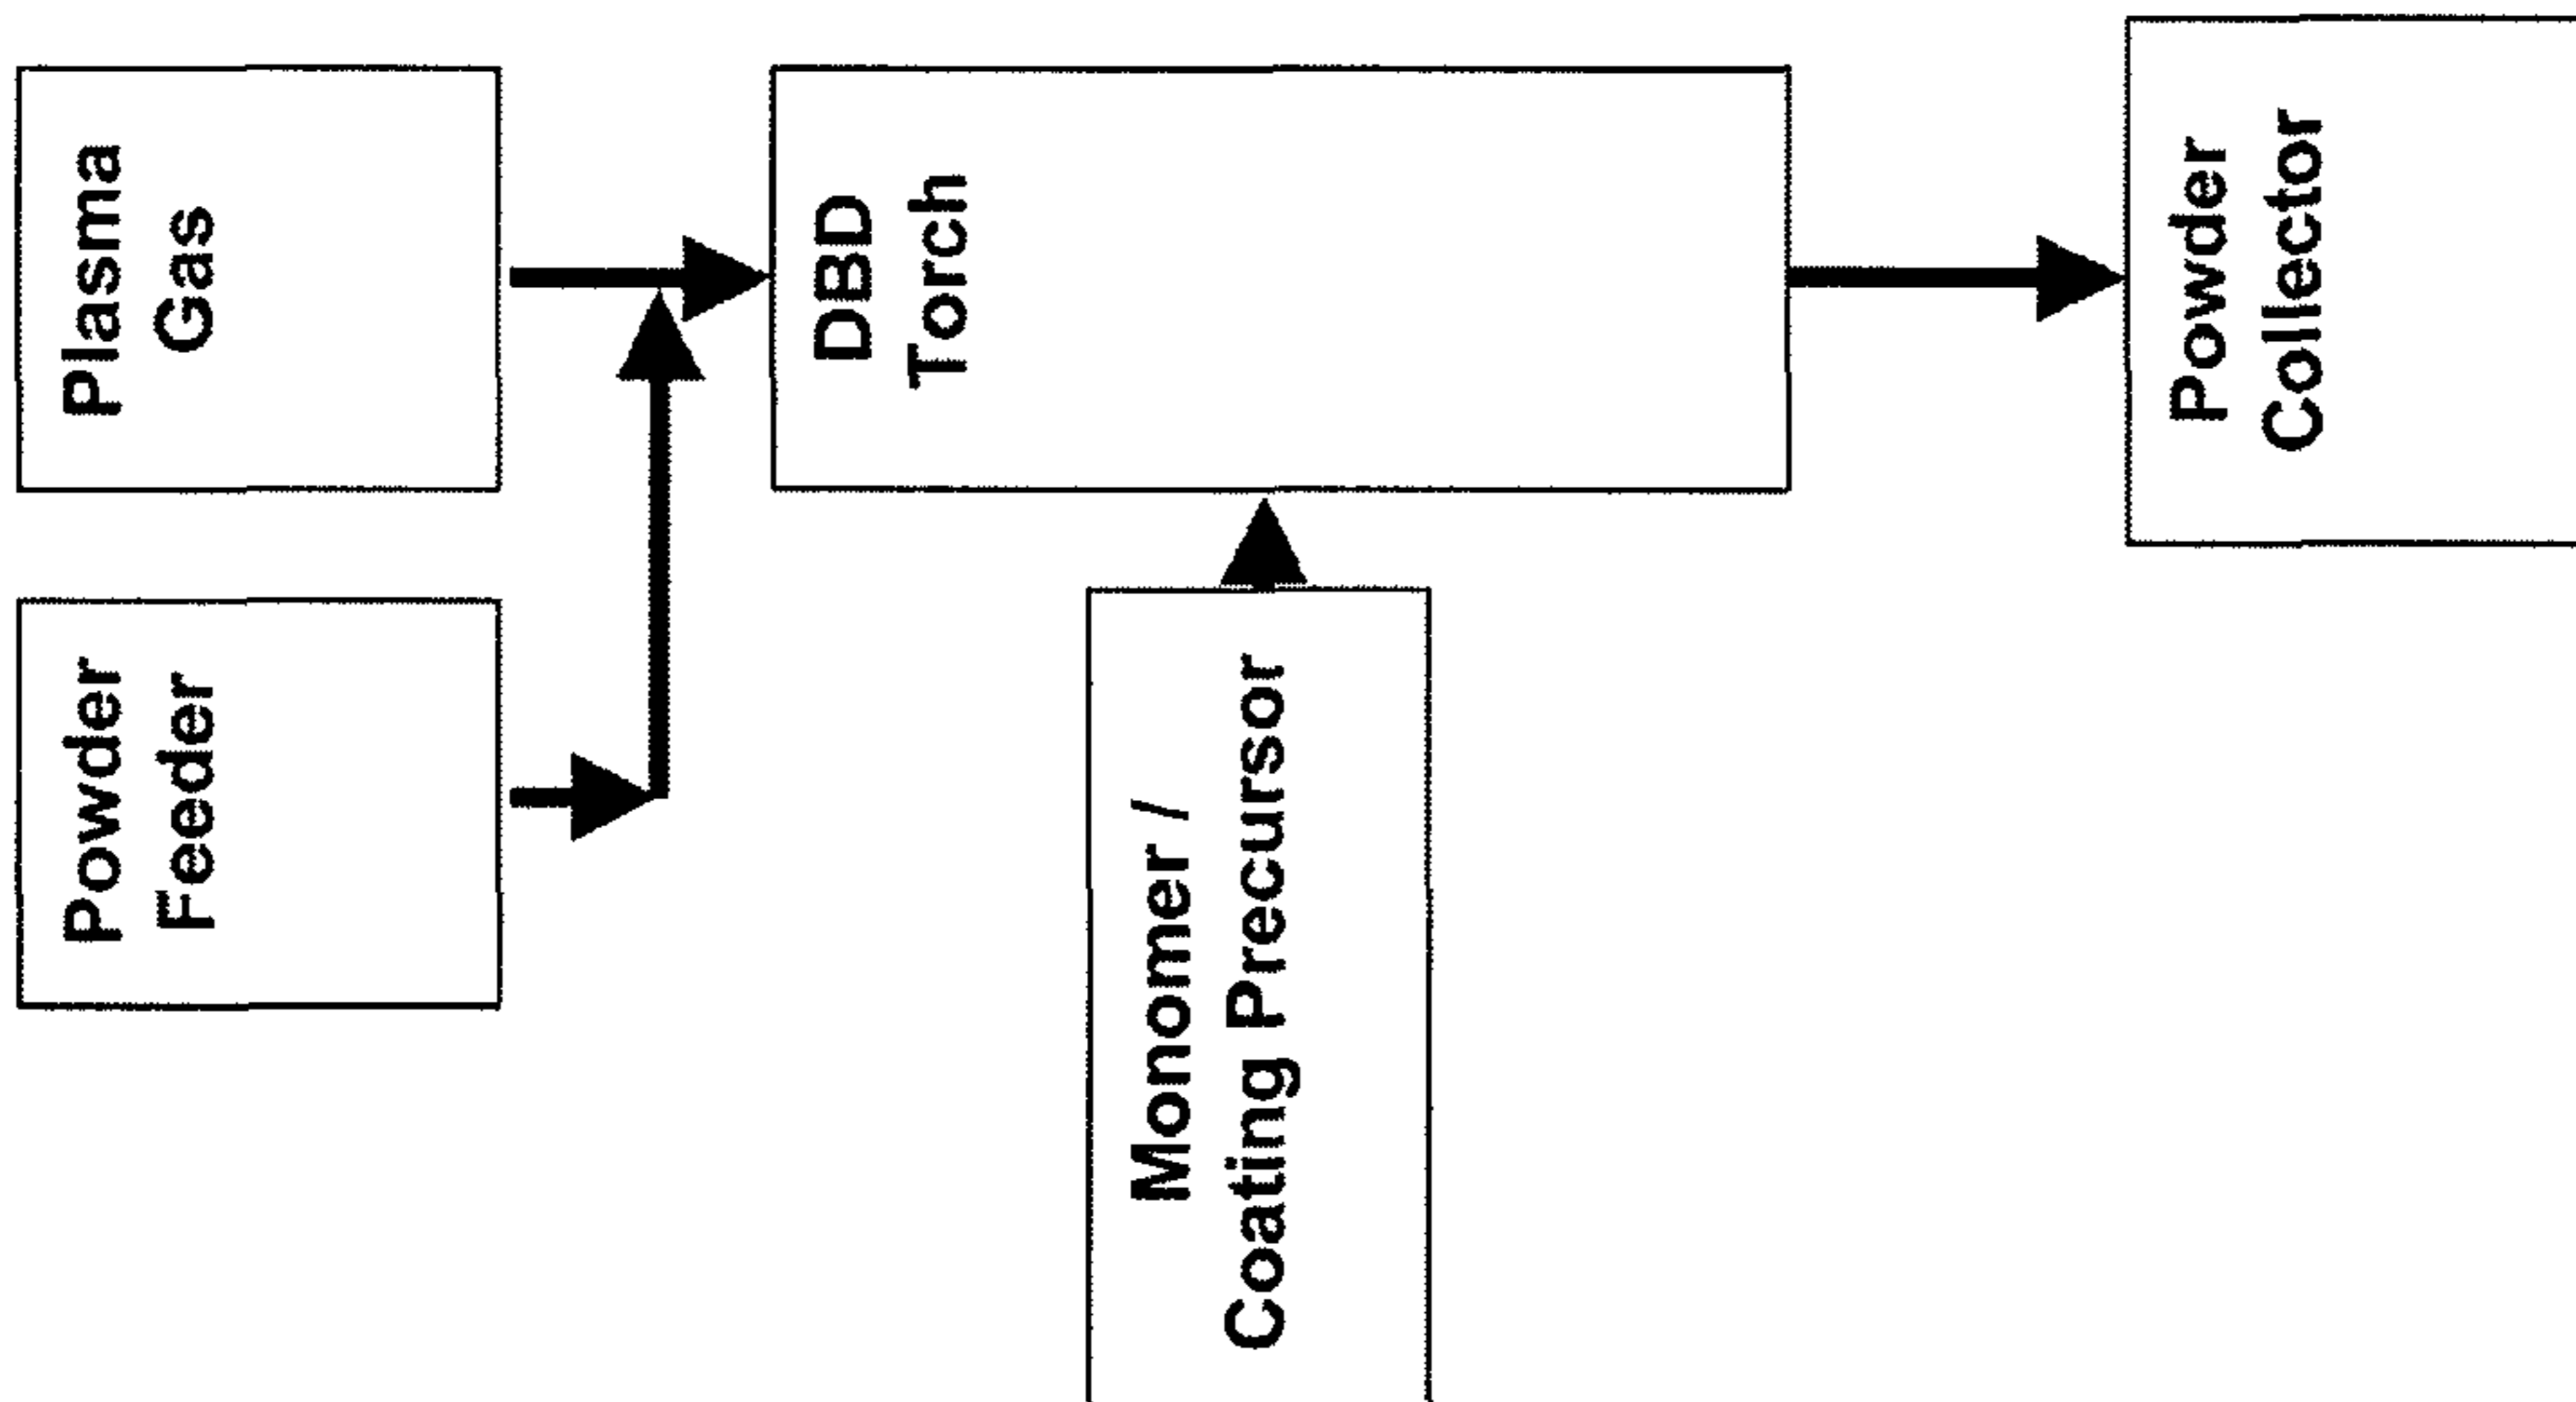 Powder
Feeder
Plasma
Gas
Monomer /
Coating Precursor
DBD
Torch
Powder
Collector